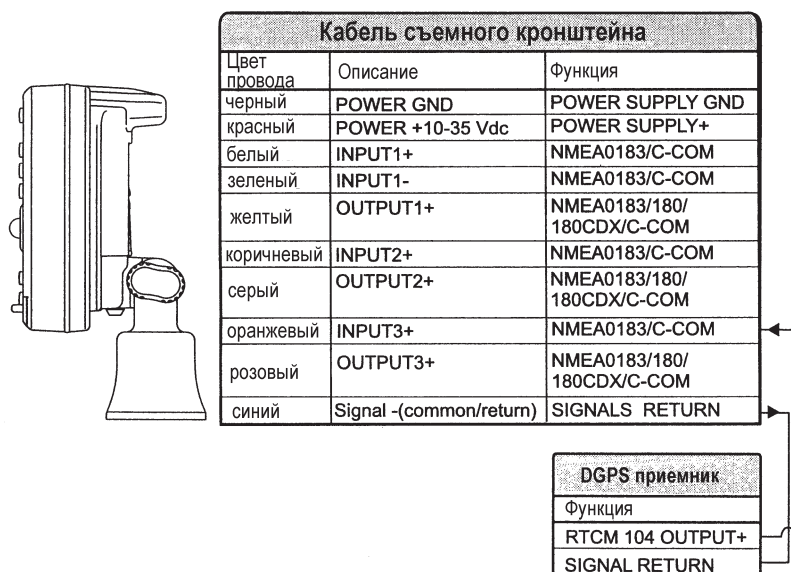 Кабель съемного кронштейна
Цвет провода Описание Функция
черный POWER GND POWER SUPPLY GND
красный POWER +10-35 Vdc POWER SUPPLY+
белый INPUT1+ NMEA0183/C-COM
зеленый INPUT1- NMEA0183/C-COM
желтый OUTPUT1+ NMEA0183/180/
180CDX/C-COM
коричневый INPUT2+ NMEA0183/C-COM
серый OUTPUT2+ NMEA0183/180/
180CDX/C-COM
оранжевый INPUT3+ NMEA0183/C-COM
розовый OUTPUT3+ NMEA0183/180/
180CDX/C-COM
синий Signal -(common/return) SIGNALS RETURN
DGPS приемник
Функция
RTCM 104 OUTPUT+
SIGNAL RETURN